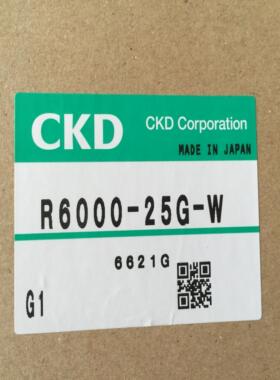 CKD CKD Corporation
MADE IN JAPAN
R6000-25G-W
6621G
G1